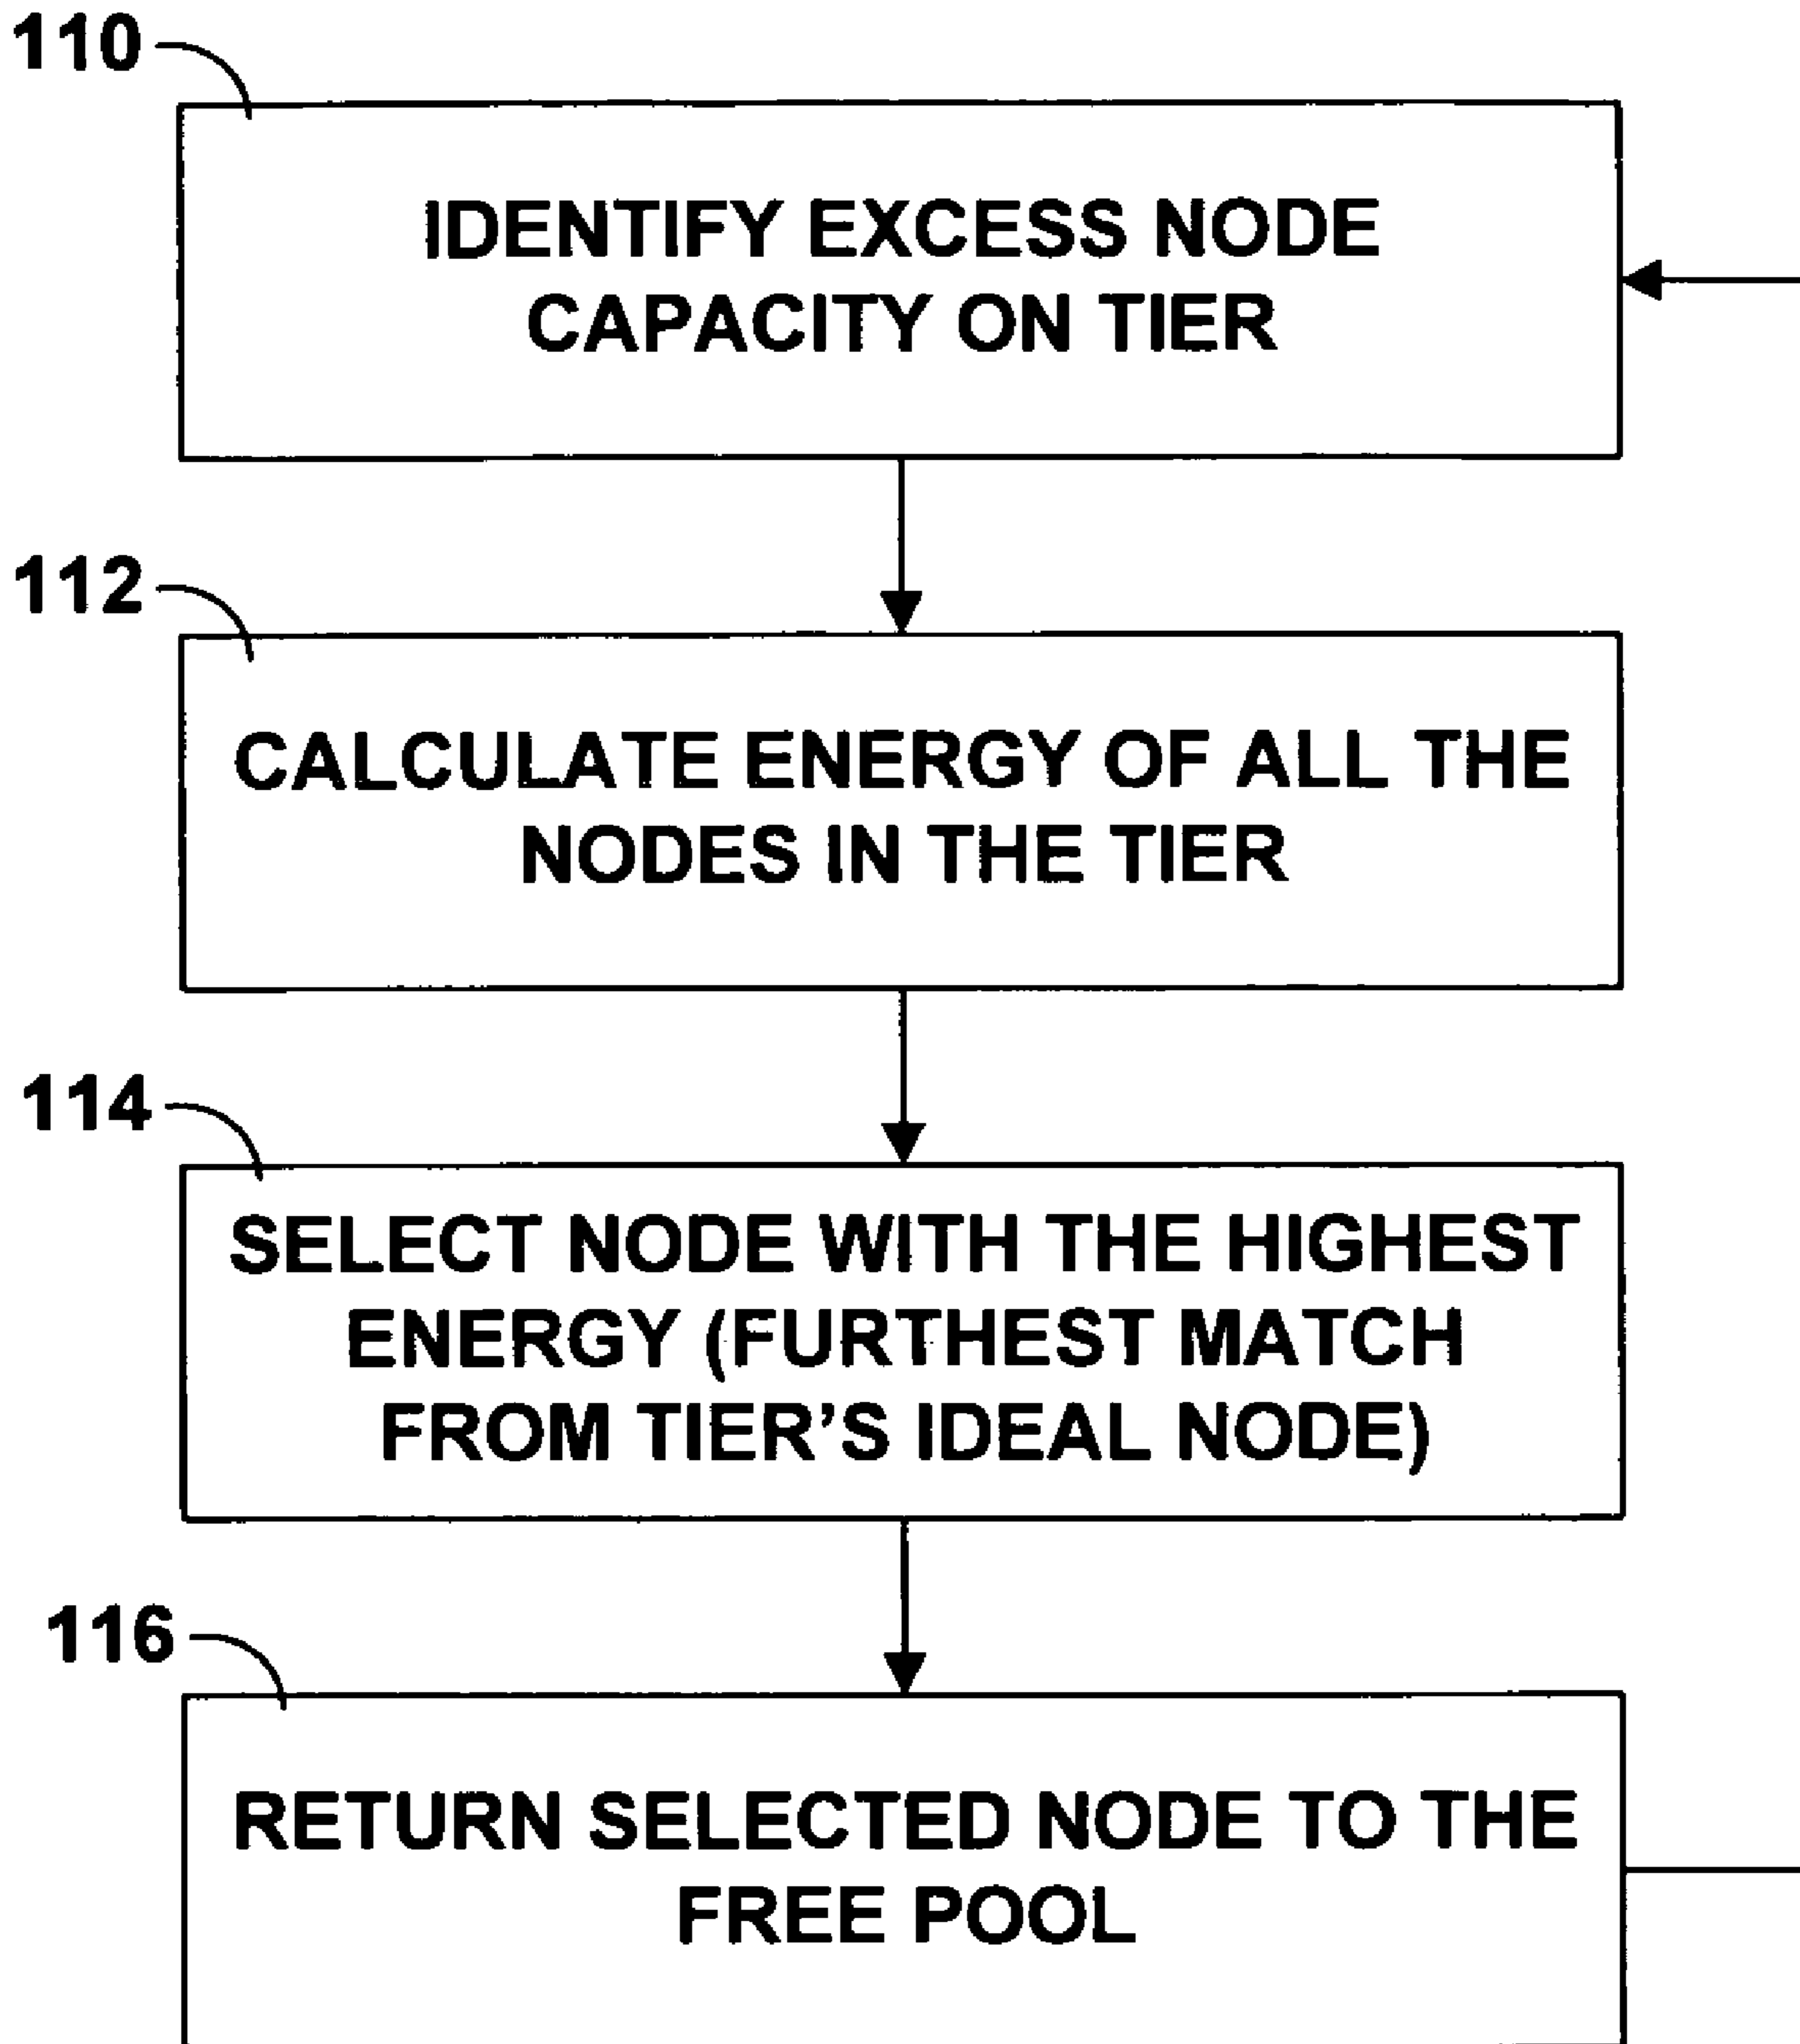 110
IDENTIFY EXCESS NODE
CAPACITY ON TIER
112
CALCULATE ENERGY OF ALL THE
NODES IN THE TIER
114
SELECT NODE WITH THE HIGHEST
ENERGY (FURTHEST MATCH
FROM TIER'S IDEAL NODE)
116
RETURN SELECTED NODE TO THE
FREE POOL